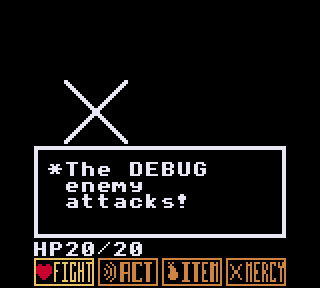 *The DEBUG
enemy
attacks!
HP20/20
FIGHT ACT ITEM MERCY